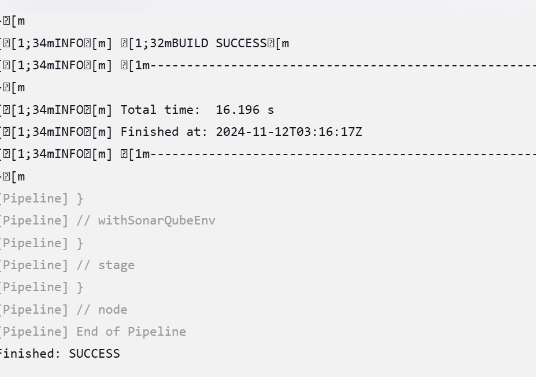 -[m
[[1;34mINFO[m] [1;32mBUILD SUCCESS[m
[[1;34mINFO[m] [1m----------------------------------------------------
-[m
[[1;34mINFO[m] Total time:  16.196 s
[[1;34mINFO[m] Finished at: 2024-11-12T03:16:17Z
[[1;34mINFO[m] [1m----------------------------------------------------
-[m
[Pipeline] }
[Pipeline] // withSonarQubeEnv
[Pipeline] }
[Pipeline] // stage
[Pipeline] }
[Pipeline] // node
[Pipeline] End of Pipeline
Finished: SUCCESS